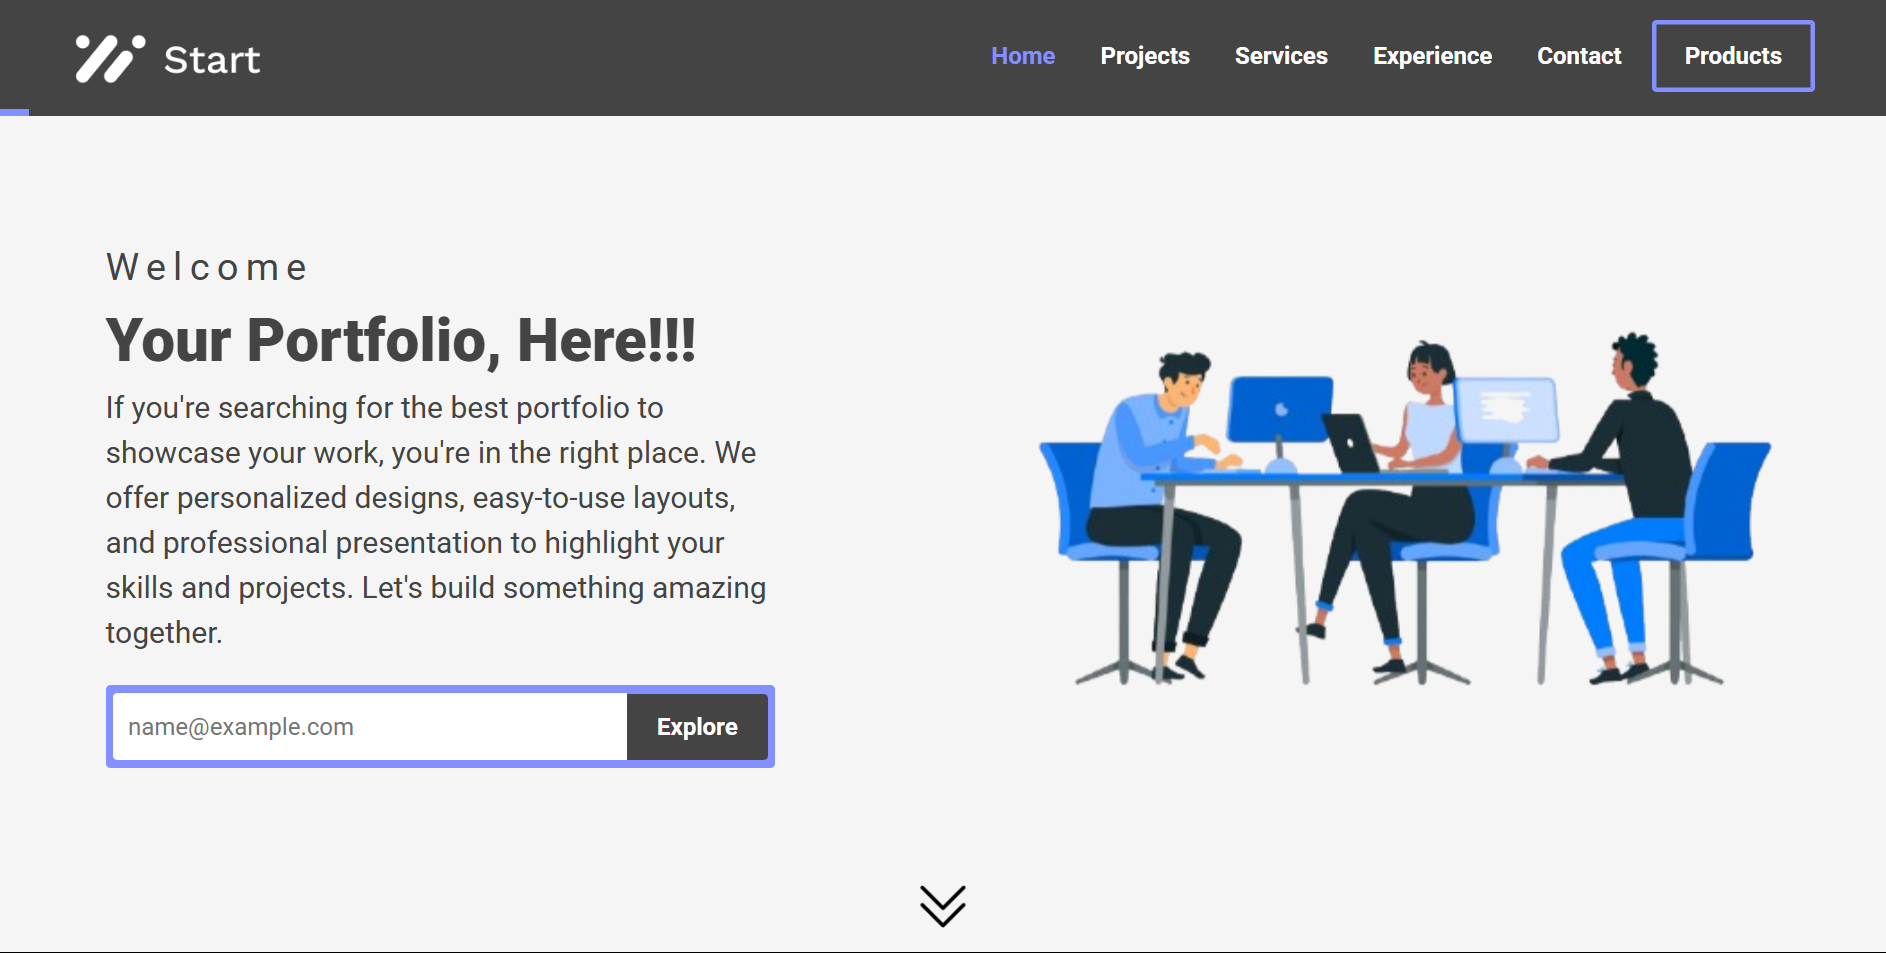 Start
Home Projects Services Experience Contact Products
Welcome
Your Portfolio, Here!!!
If you're searching for the best portfolio to
showcase your work, you're in the right place. We
offer personalized designs, easy-to-use layouts,
and professional presentation to highlight your
skills and projects. Let's build something amazing
together.
name@example.com Explore